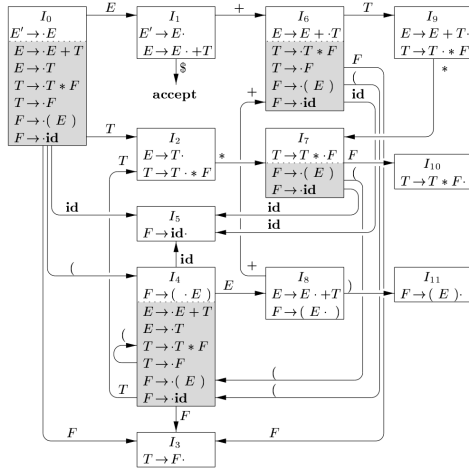 I₀
E′ → ·E
E → ·E + T
E → ·T
T → ·T * F
T → ·F
F → ·( E )
F → ·id
E
I₁
E′ → E·
E → E· +T
$
accept
+
I₆
E → E + ·T
T → ·T * F
T → ·F
F → ·( E )
F → ·id
T
I₉
E → E + T·
T → T· * F
*
F
(
id
T
I₂
E → T·
T → T· * F
T
*
+
I₇
T → T * ·F
F → ·( E )
F → ·id
F
(
I₁₀
T → T * F·
id
I₅
F → id·
id
id
id
(
I₄
F → ( · E )
E → ·E + T
E → ·T
T → ·T * F
T → ·F
F → ·( E )
F → ·id
(
T
E
+
I₈
E → E· +T
F → ( E · )
)
I₁₁
F → ( E )·
(
(
F
F
I₃
T → F·
F